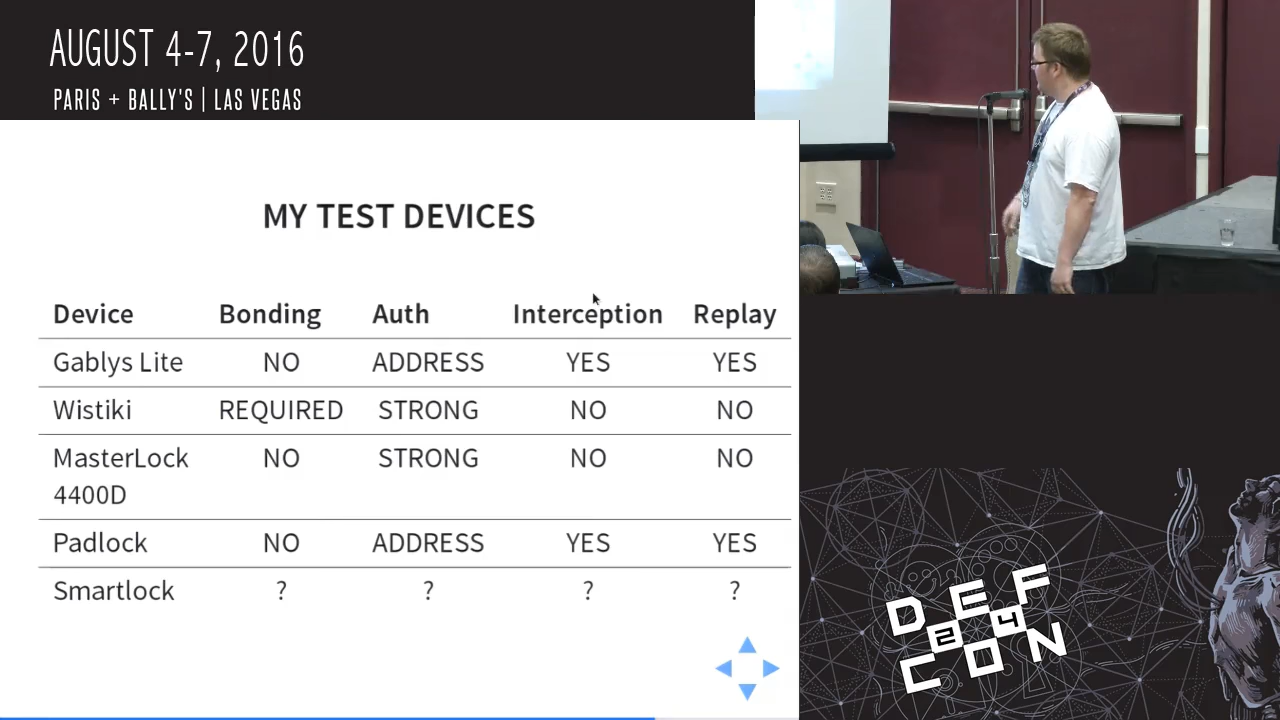 AUGUST 4-7, 2016
PARIS + BALLY'S | LAS VEGAS
MY TEST DEVICES
Device Bonding Auth Interception Replay
Gablys Lite NO ADDRESS YES YES
Wistiki REQUIRED STRONG NO NO
MasterLock 4400D NO STRONG NO NO
Padlock NO ADDRESS YES YES
Smartlock ? ? ? ?
DEF
24
CON